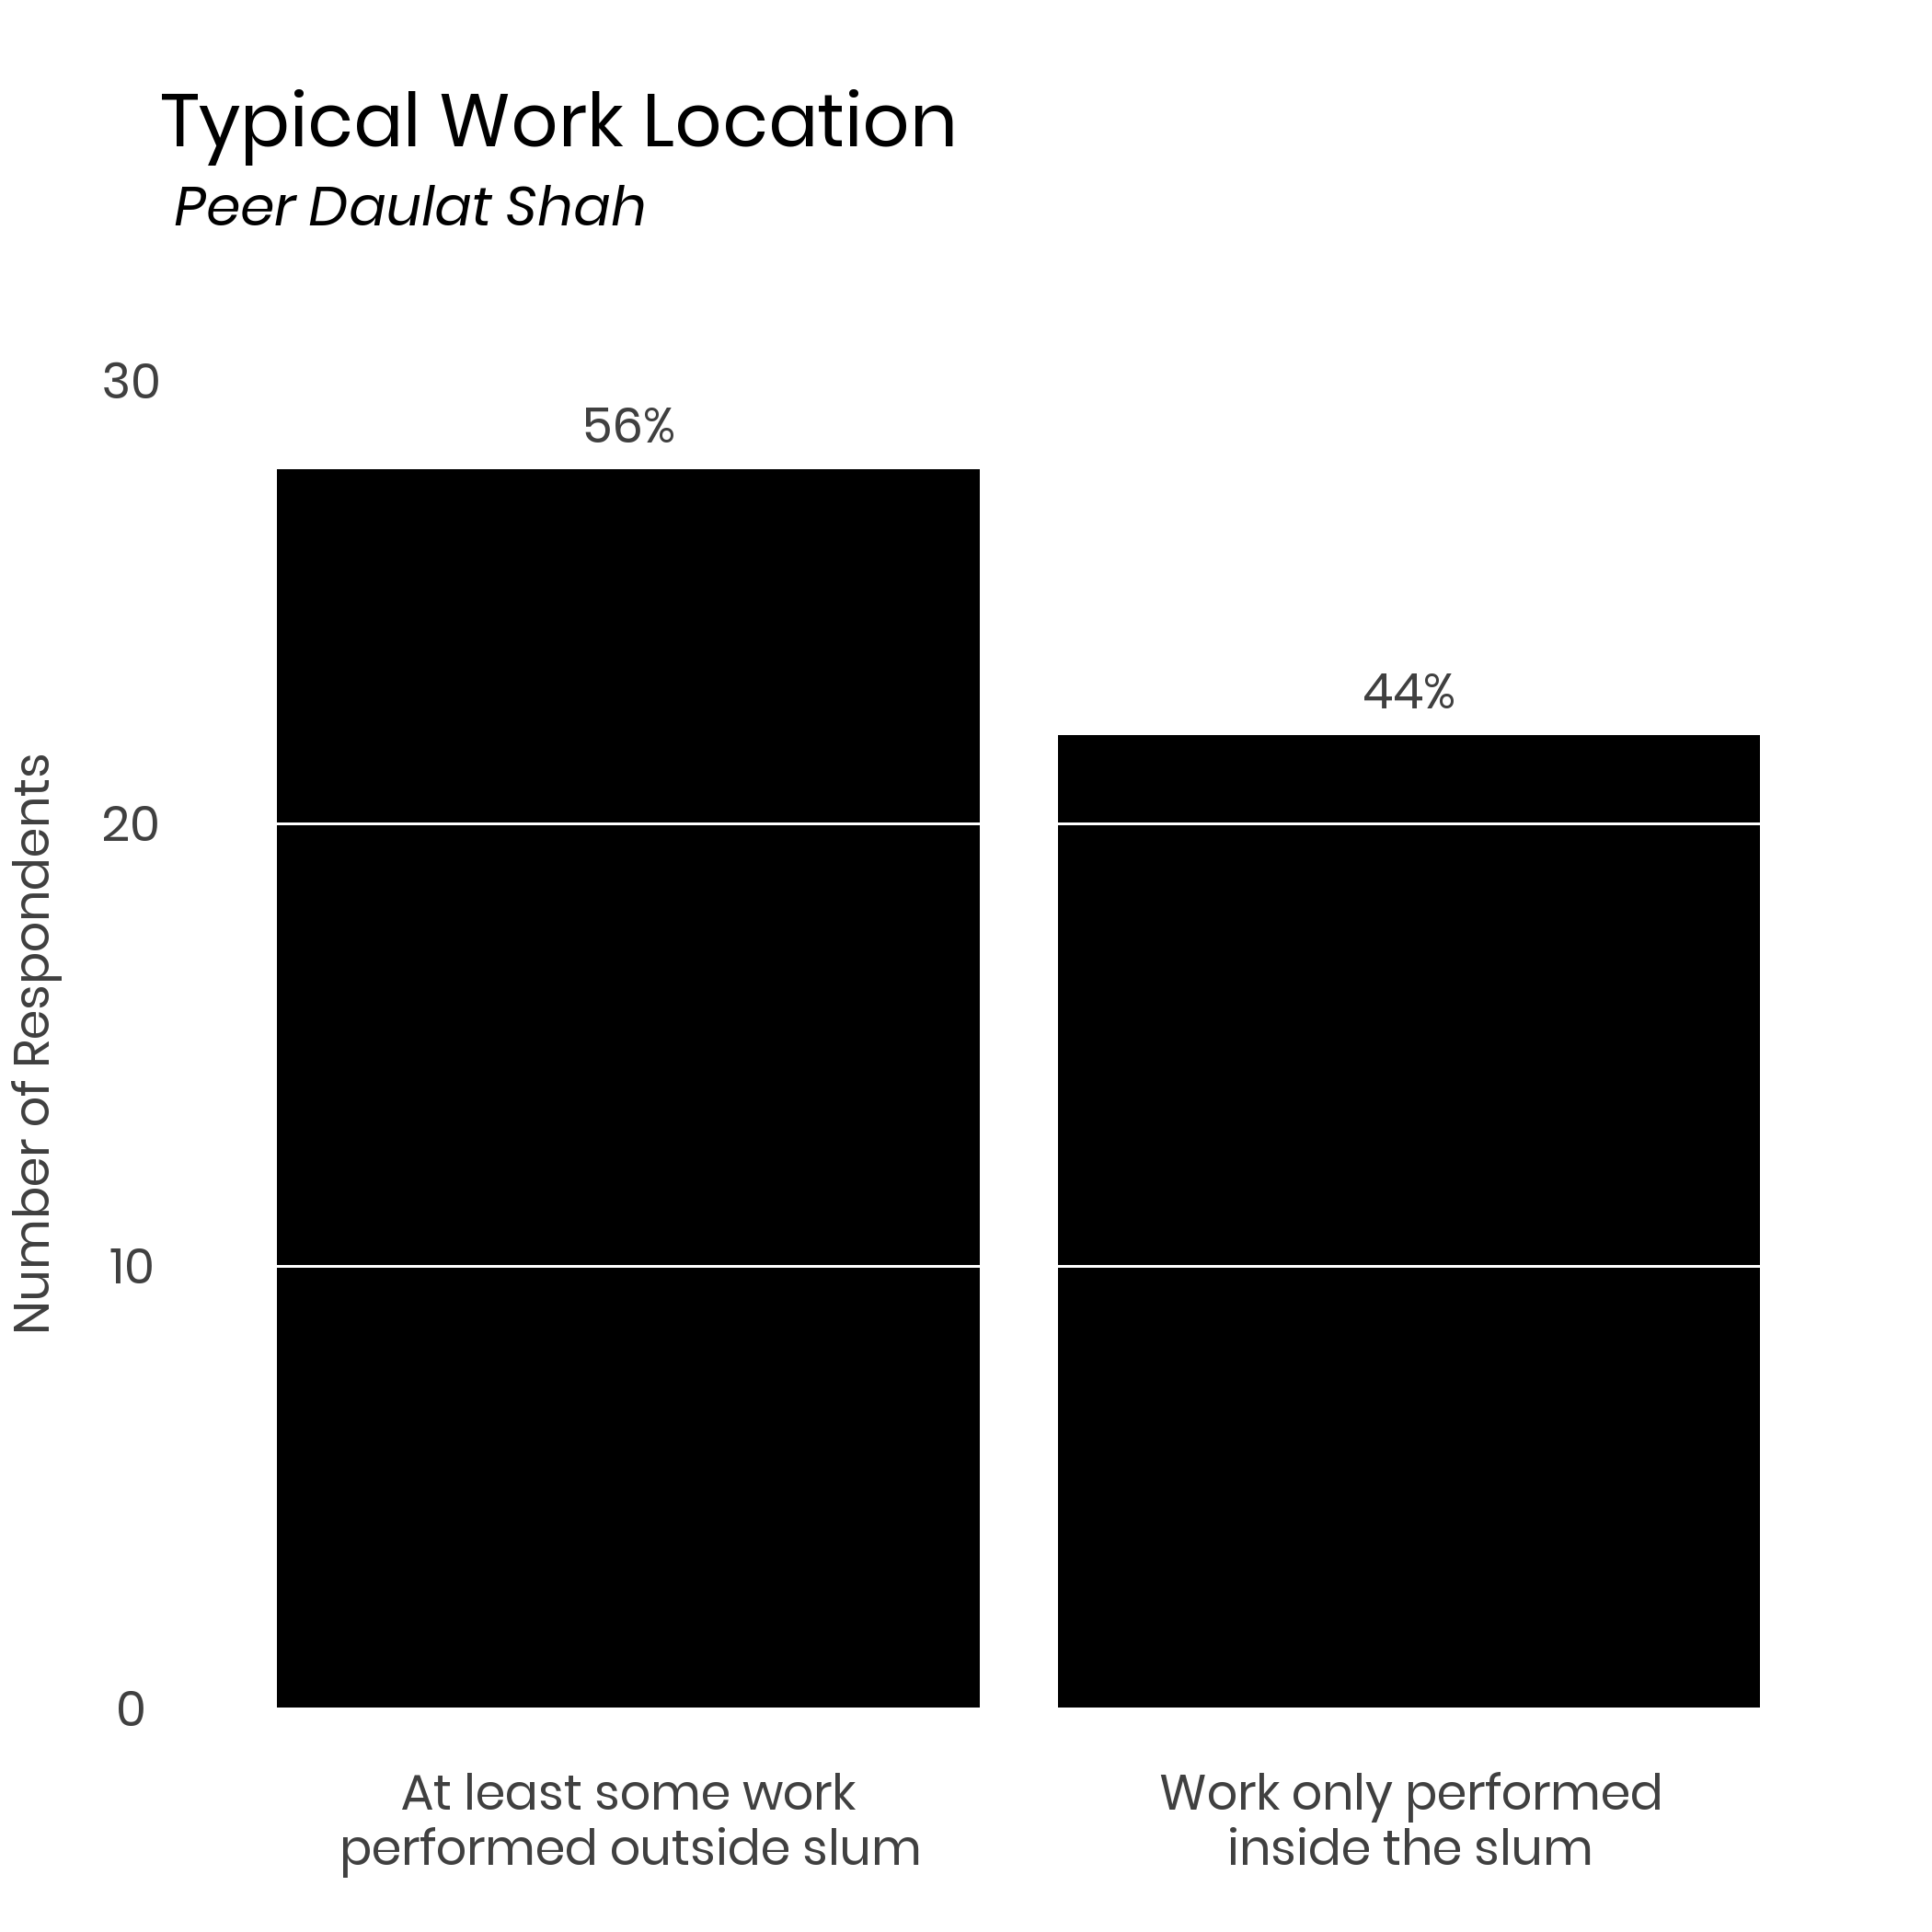 Typical Work Location
Peer Daulat Shah
30
56%
44%
20
10
0
Number of Respondents
At least some work
performed outside slum
Work only performed
inside the slum